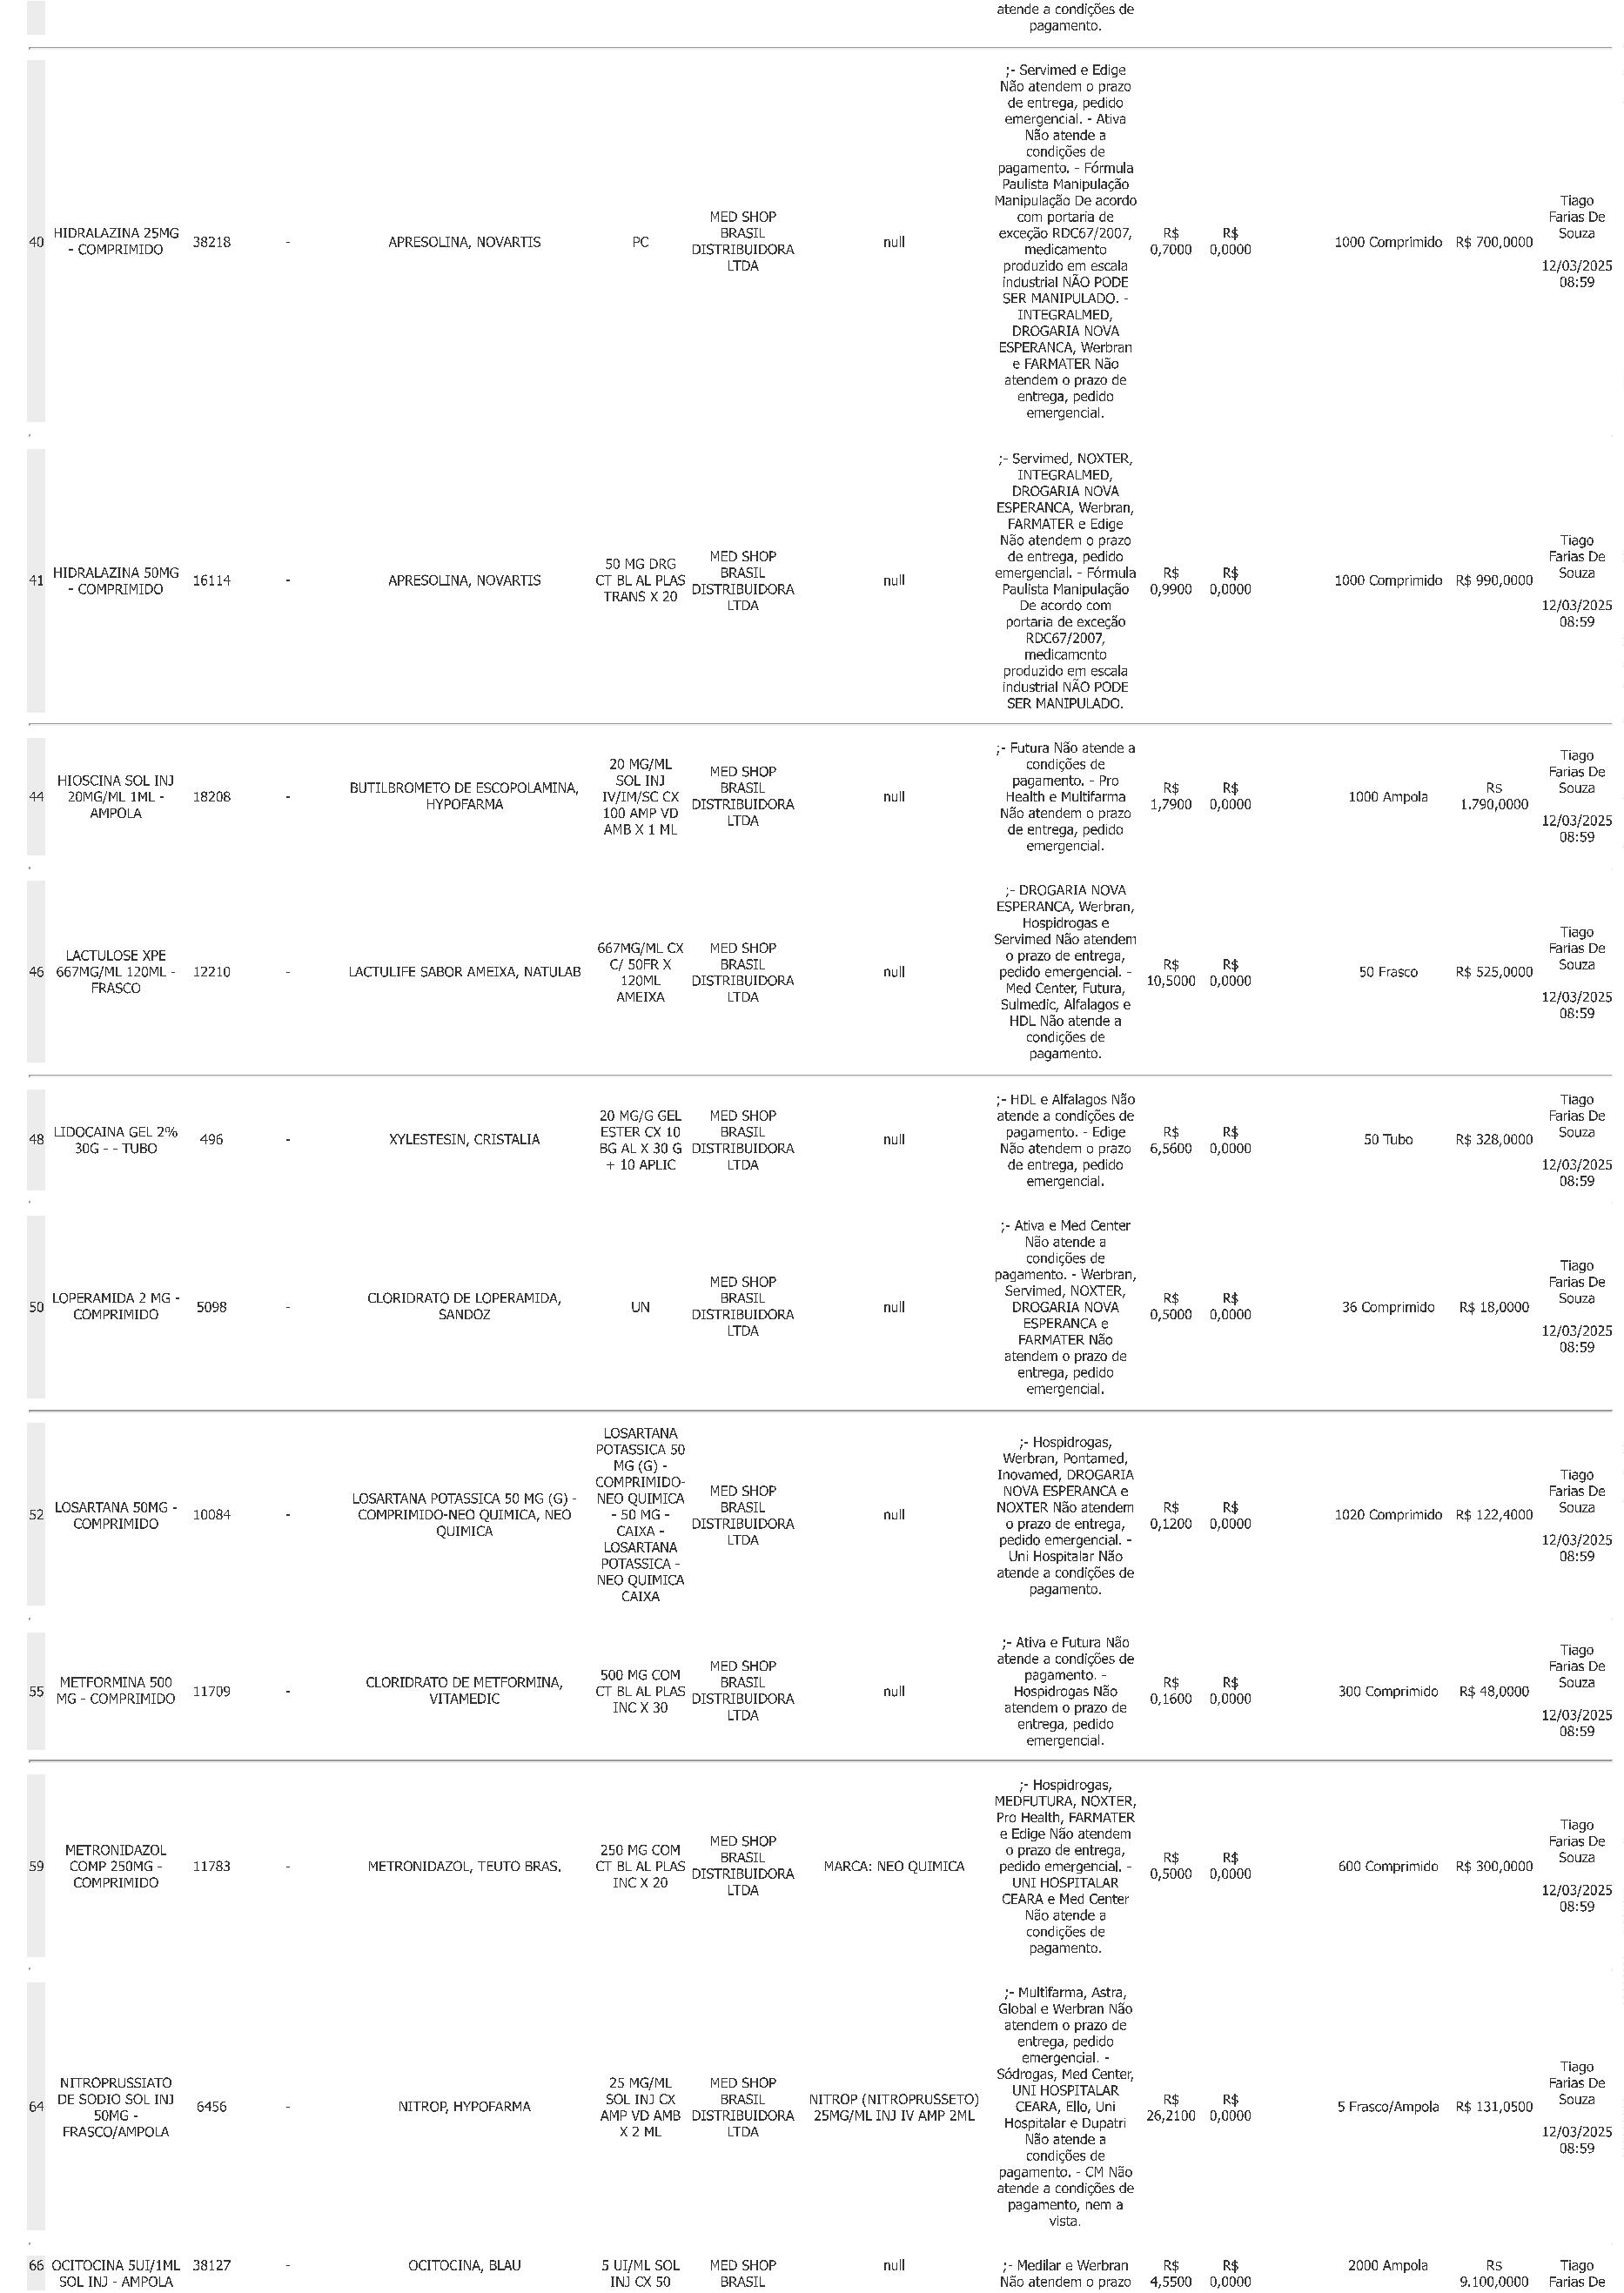 atende a condições de
pagamento.
40
HIDRALAZINA 25MG
- COMPRIMIDO
38218
-
APRESOLINA, NOVARTIS
PC
MED SHOP
BRASIL
DISTRIBUIDORA
LTDA
null
;- Servimed e Edige
Não atendem o prazo
de entrega, pedido
emergencial. - Ativa
Não atende a
condições de
pagamento. - Fórmula
Paulista Manipulação
Manipulação De acordo
com portaria de
exceção RDC67/2007,
medicamento
produzido em escala
industrial NÃO PODE
SER MANIPULADO. -
INTEGRALMED,
DROGARIA NOVA
ESPERANCA, Werbran
e FARMATER Não
atendem o prazo de
entrega, pedido
emergencial.
R$
0,7000
R$
0,0000
1000 Comprimido
R$ 700,0000
Tiago
Farias De
Souza
12/03/2025
08:59
41
HIDRALAZINA 50MG
- COMPRIMIDO
16114
-
APRESOLINA, NOVARTIS
50 MG DRG
CT BL AL PLAS
TRANS X 20
MED SHOP
BRASIL
DISTRIBUIDORA
LTDA
null
;- Servimed, NOXTER,
INTEGRALMED,
DROGARIA NOVA
ESPERANCA, Werbran,
FARMATER e Edige
Não atendem o prazo
de entrega, pedido
emergencial. - Fórmula
Paulista Manipulação
De acordo com
portaria de exceção
RDC67/2007,
medicamento
produzido em escala
industrial NÃO PODE
SER MANIPULADO.
R$
0,9900
R$
0,0000
1000 Comprimido
R$ 990,0000
Tiago
Farias De
Souza
12/03/2025
08:59
44
HIOSCINA SOL INJ
20MG/ML 1ML -
AMPOLA
18208
-
BUTILBROMETO DE ESCOPOLAMINA,
HYPOFARMA
20 MG/ML
SOL INJ
IV/IM/SC CX
100 AMP VD
AMB X 1 ML
MED SHOP
BRASIL
DISTRIBUIDORA
LTDA
null
;- Futura Não atende a
condições de
pagamento. - Pro
Health e Multifarma
Não atendem o prazo
de entrega, pedido
emergencial.
R$
1,7900
R$
0,0000
1000 Ampola
R$
1.790,0000
Tiago
Farias De
Souza
12/03/2025
08:59
46
LACTULOSE XPE
667MG/ML 120ML -
FRASCO
12210
-
LACTULIFE SABOR AMEIXA, NATULAB
667MG/ML CX
C/ 50FR X
120ML
AMEIXA
MED SHOP
BRASIL
DISTRIBUIDORA
LTDA
null
;- DROGARIA NOVA
ESPERANCA, Werbran,
Hospidrogas e
Servimed Não atendem
o prazo de entrega,
pedido emergencial. -
Med Center, Futura,
Sulmedic, Alfalagos e
HDL Não atende a
condições de
pagamento.
R$
10,5000
R$
0,0000
50 Frasco
R$ 525,0000
Tiago
Farias De
Souza
12/03/2025
08:59
48
LIDOCAINA GEL 2%
30G - - TUBO
496
-
XYLESTESIN, CRISTALIA
20 MG/G GEL
ESTER CX 10
BG AL X 30 G
+ 10 APLIC
MED SHOP
BRASIL
DISTRIBUIDORA
LTDA
null
;- HDL e Alfalagos Não
atende a condições de
pagamento. - Edige
Não atendem o prazo
de entrega, pedido
emergencial.
R$
6,5600
R$
0,0000
50 Tubo
R$ 328,0000
Tiago
Farias De
Souza
12/03/2025
08:59
50
LOPERAMIDA 2 MG -
COMPRIMIDO
5098
-
CLORIDRATO DE LOPERAMIDA,
SANDOZ
UN
MED SHOP
BRASIL
DISTRIBUIDORA
LTDA
null
;- Ativa e Med Center
Não atende a
condições de
pagamento. - Werbran,
Servimed, NOXTER,
DROGARIA NOVA
ESPERANCA e
FARMATER Não
atendem o prazo de
entrega, pedido
emergencial.
R$
0,5000
R$
0,0000
36 Comprimido
R$ 18,0000
Tiago
Farias De
Souza
12/03/2025
08:59
52
LOSARTANA 50MG -
COMPRIMIDO
10084
-
LOSARTANA POTASSICA 50 MG (G) -
COMPRIMIDO-NEO QUIMICA, NEO
QUIMICA
LOSARTANA
POTASSICA 50
MG (G) -
COMPRIMIDO-
NEO QUIMICA
- 50 MG -
CAIXA -
LOSARTANA
POTASSICA -
NEO QUIMICA
CAIXA
MED SHOP
BRASIL
DISTRIBUIDORA
LTDA
null
;- Hospidrogas,
Werbran, Pontamed,
Inovamed, DROGARIA
NOVA ESPERANCA e
NOXTER Não atendem
o prazo de entrega,
pedido emergencial. -
Uni Hospitalar Não
atende a condições de
pagamento.
R$
0,1200
R$
0,0000
1020 Comprimido
R$ 122,4000
Tiago
Farias De
Souza
12/03/2025
08:59
55
METFORMINA 500
MG - COMPRIMIDO
11709
-
CLORIDRATO DE METFORMINA,
VITAMEDIC
500 MG COM
CT BL AL PLAS
INC X 30
MED SHOP
BRASIL
DISTRIBUIDORA
LTDA
null
;- Ativa e Futura Não
atende a condições de
pagamento. -
Hospidrogas Não
atendem o prazo de
entrega, pedido
emergencial.
R$
0,1600
R$
0,0000
300 Comprimido
R$ 48,0000
Tiago
Farias De
Souza
12/03/2025
08:59
59
METRONIDAZOL
COMP 250MG -
COMPRIMIDO
11783
-
METRONIDAZOL, TEUTO BRAS.
250 MG COM
CT BL AL PLAS
INC X 20
MED SHOP
BRASIL
DISTRIBUIDORA
LTDA
MARCA: NEO QUIMICA
;- Hospidrogas,
MEDFUTURA, NOXTER,
Pro Health, FARMATER
e Edige Não atendem
o prazo de entrega,
pedido emergencial. -
UNI HOSPITALAR
CEARA e Med Center
Não atende a
condições de
pagamento.
R$
0,5000
R$
0,0000
600 Comprimido
R$ 300,0000
Tiago
Farias De
Souza
12/03/2025
08:59
64
NITROPRUSSIATO
DE SODIO SOL INJ
50MG -
FRASCO/AMPOLA
6456
-
NITROP, HYPOFARMA
25 MG/ML
SOL INJ CX
AMP VD AMB
X 2 ML
MED SHOP
BRASIL
DISTRIBUIDORA
LTDA
NITROP (NITROPRUSSETO)
25MG/ML INJ IV AMP 2ML
;- Multifarma, Astra,
Global e Werbran Não
atendem o prazo de
entrega, pedido
emergencial. -
Sódrogas, Med Center,
UNI HOSPITALAR
CEARA, Ello, Uni
Hospitalar e Dupatri
Não atende a
condições de
pagamento. - CM Não
atende a condições de
pagamento, nem a
vista.
R$
26,2100
R$
0,0000
5 Frasco/Ampola
R$ 131,0500
Tiago
Farias De
Souza
12/03/2025
08:59
66
OCITOCINA 5UI/1ML
SOL INJ - AMPOLA
38127
-
OCITOCINA, BLAU
5 UI/ML SOL
INJ CX 50
MED SHOP
BRASIL
null
;- Medilar e Werbran
Não atendem o prazo
R$
4,5500
R$
0,0000
2000 Ampola
R$
9.100,0000
Tiago
Farias De